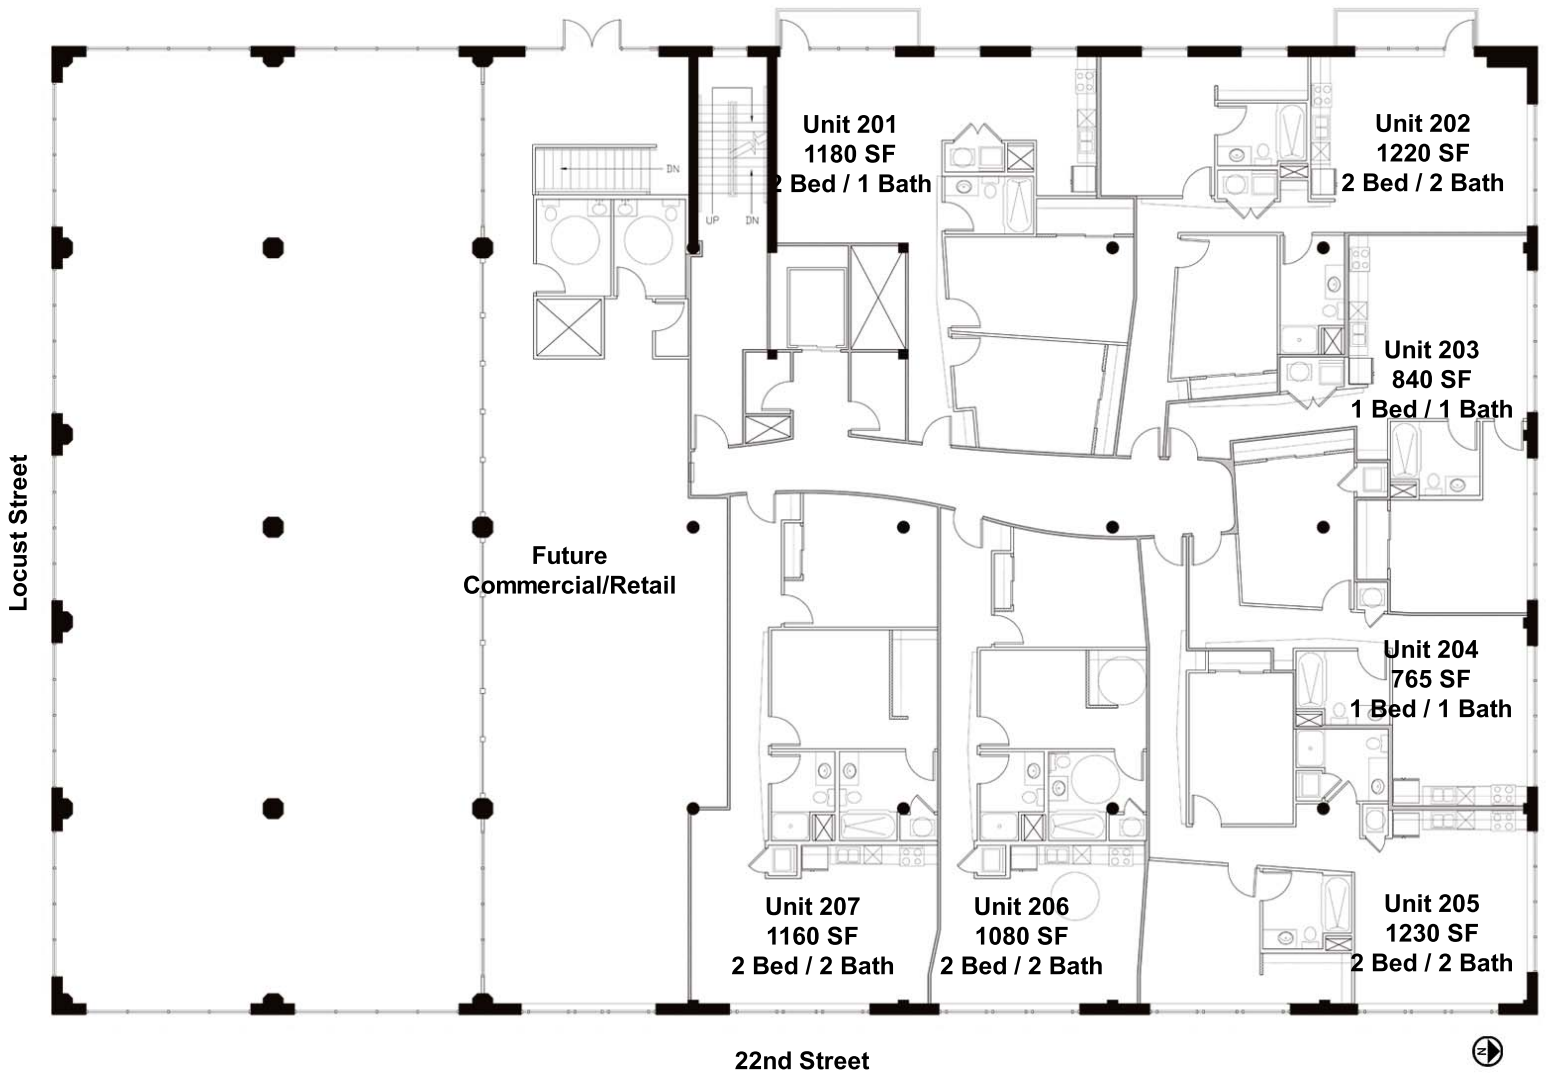 Unit 201
1180 SF
2 Bed / 1 Bath
Unit 202
1220 SF
2 Bed / 2 Bath
DN
UP
DN
Unit 203
840 SF
1 Bed / 1 Bath
Locust Street
Future
Commercial/Retail
Unit 204
765 SF
1 Bed / 1 Bath
Unit 207
1160 SF
2 Bed / 2 Bath
Unit 206
1080 SF
2 Bed / 2 Bath
Unit 205
1230 SF
2 Bed / 2 Bath
22nd Street
N